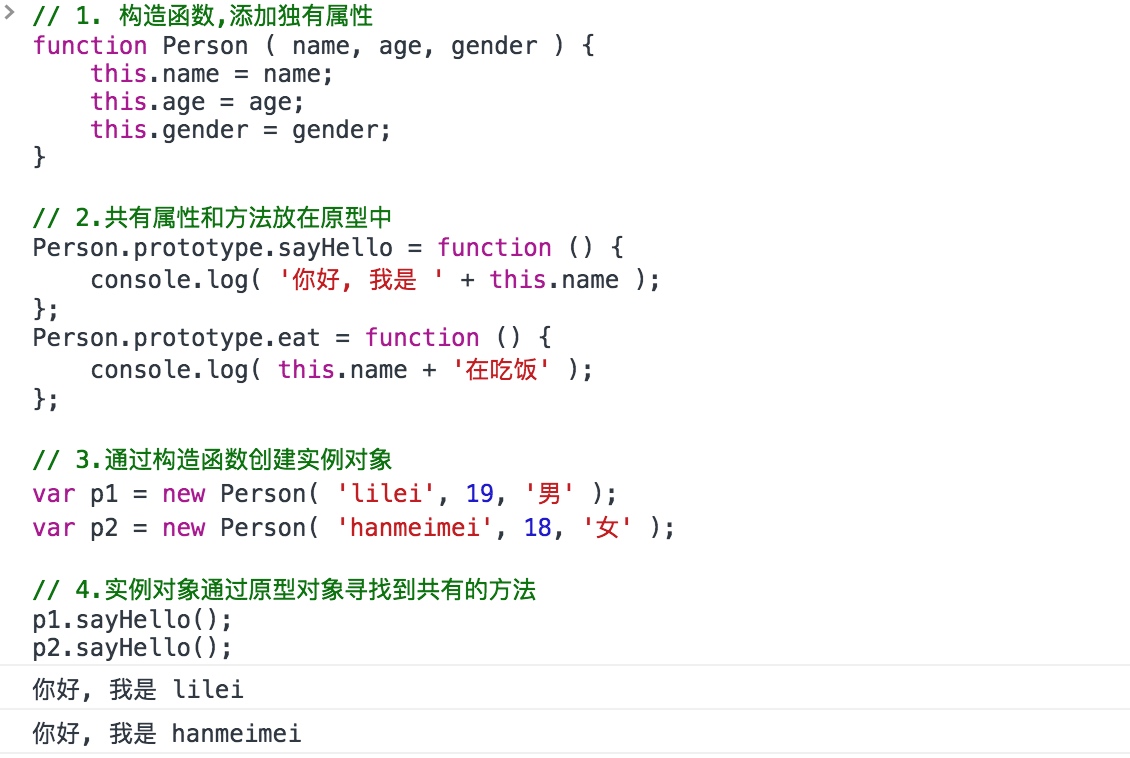 > // 1. 构造函数,添加独有属性
function Person ( name, age, gender ) {
    this.name = name;
    this.age = age;
    this.gender = gender;
}
// 2.共有属性和方法放在原型中
Person.prototype.sayHello = function () {
    console.log( '你好, 我是 ' + this.name );
};
Person.prototype.eat = function () {
    console.log( this.name + '在吃饭' );
};
// 3.通过构造函数创建实例对象
var p1 = new Person( 'lilei', 19, '男' );
var p2 = new Person( 'hanmeimei', 18, '女' );
// 4.实例对象通过原型对象寻找到共有的方法
p1.sayHello();
p2.sayHello();
你好, 我是 lilei
你好, 我是 hanmeimei